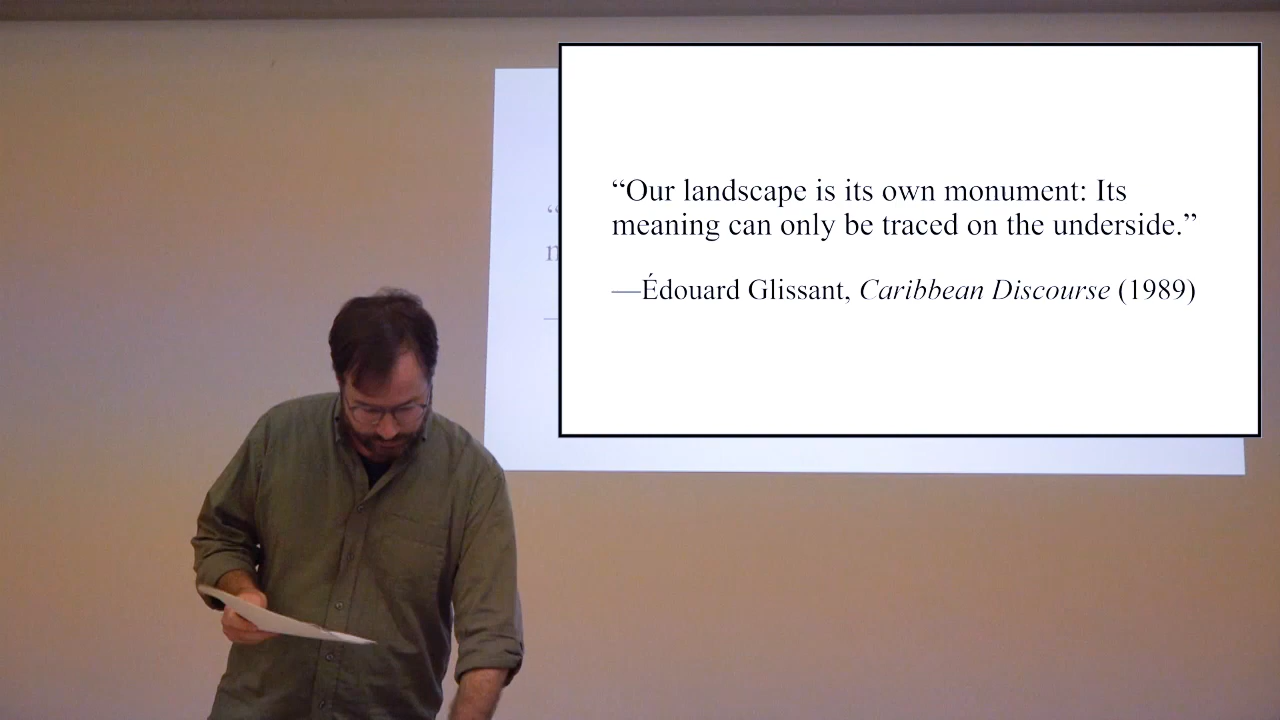 “Our landscape is its own monument: Its
meaning can only be traced on the underside.”
—Édouard Glissant, Caribbean Discourse (1989)